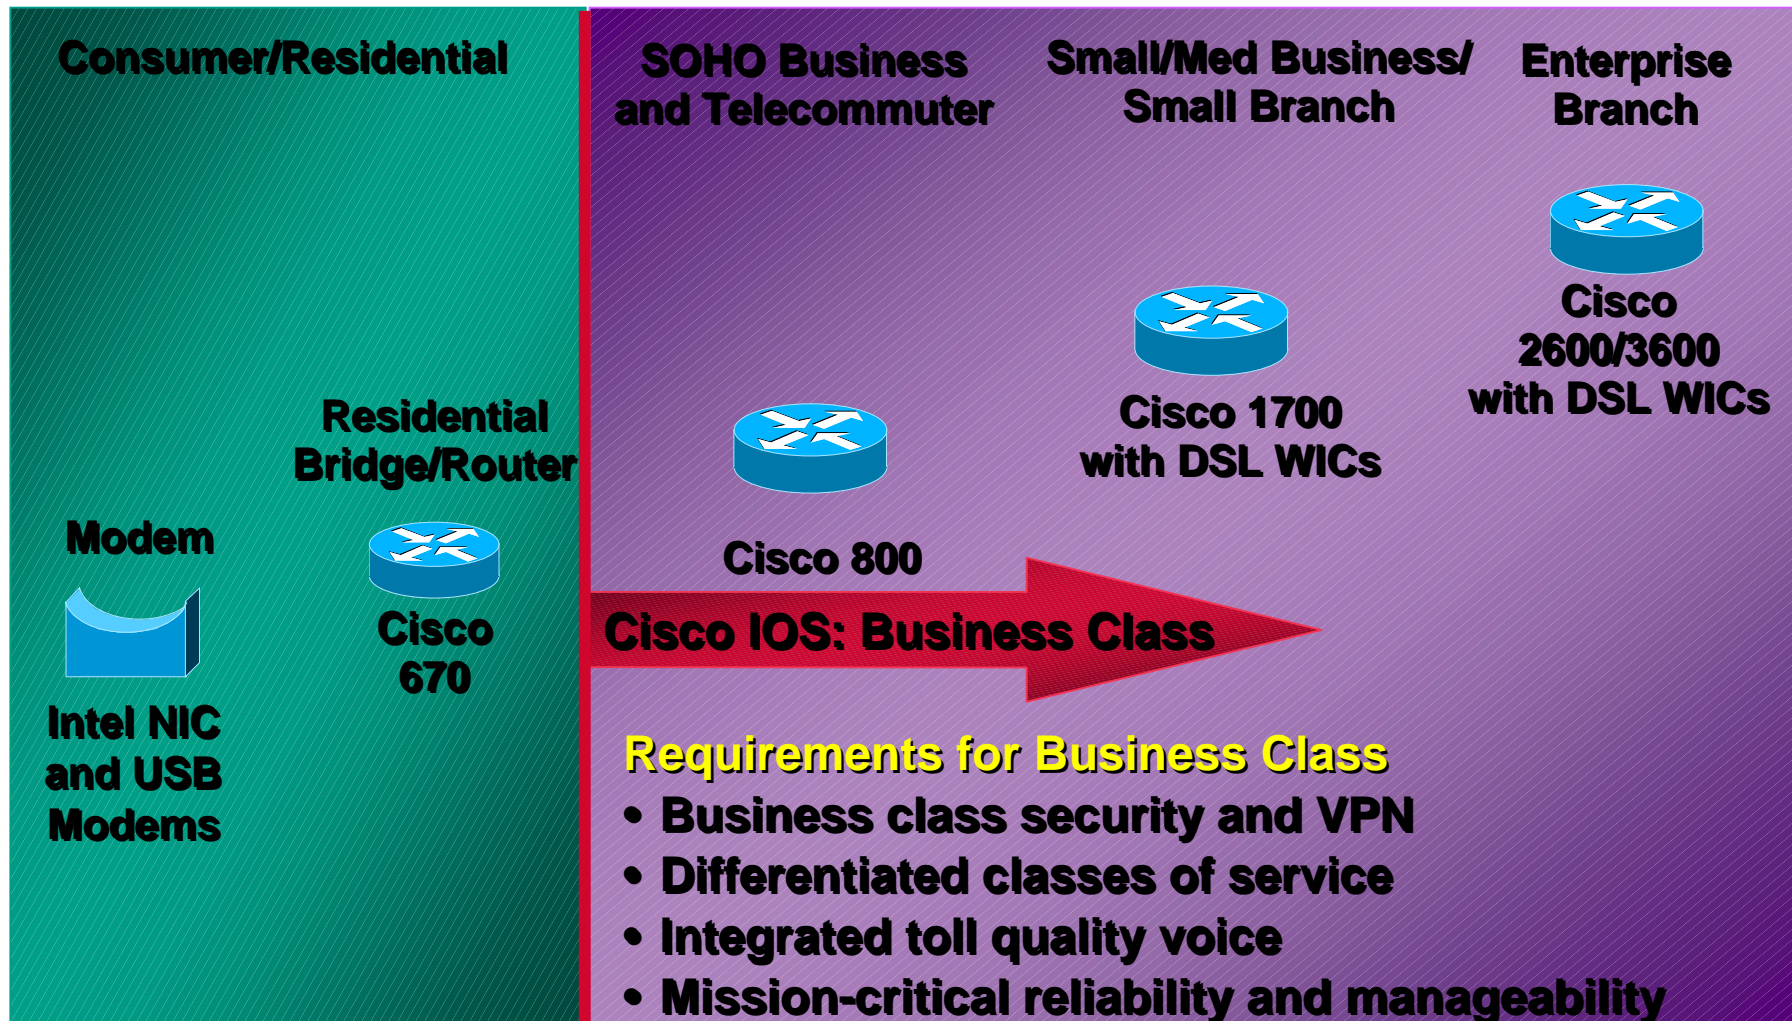 Consumer/Residential
SOHO Business
and Telecommuter
Small/Med Business/
Small Branch
Enterprise
Branch
Cisco
2600/3600
with DSL WICs
Cisco 1700
with DSL WICs
Residential
Bridge/Router
Modem
Cisco 800
Cisco
670
Cisco IOS: Business Class
Intel NIC
and USB
Modems
Requirements for Business Class
• Business class security and VPN
• Differentiated classes of service
• Integrated toll quality voice
• Mission-critical reliability and manageability